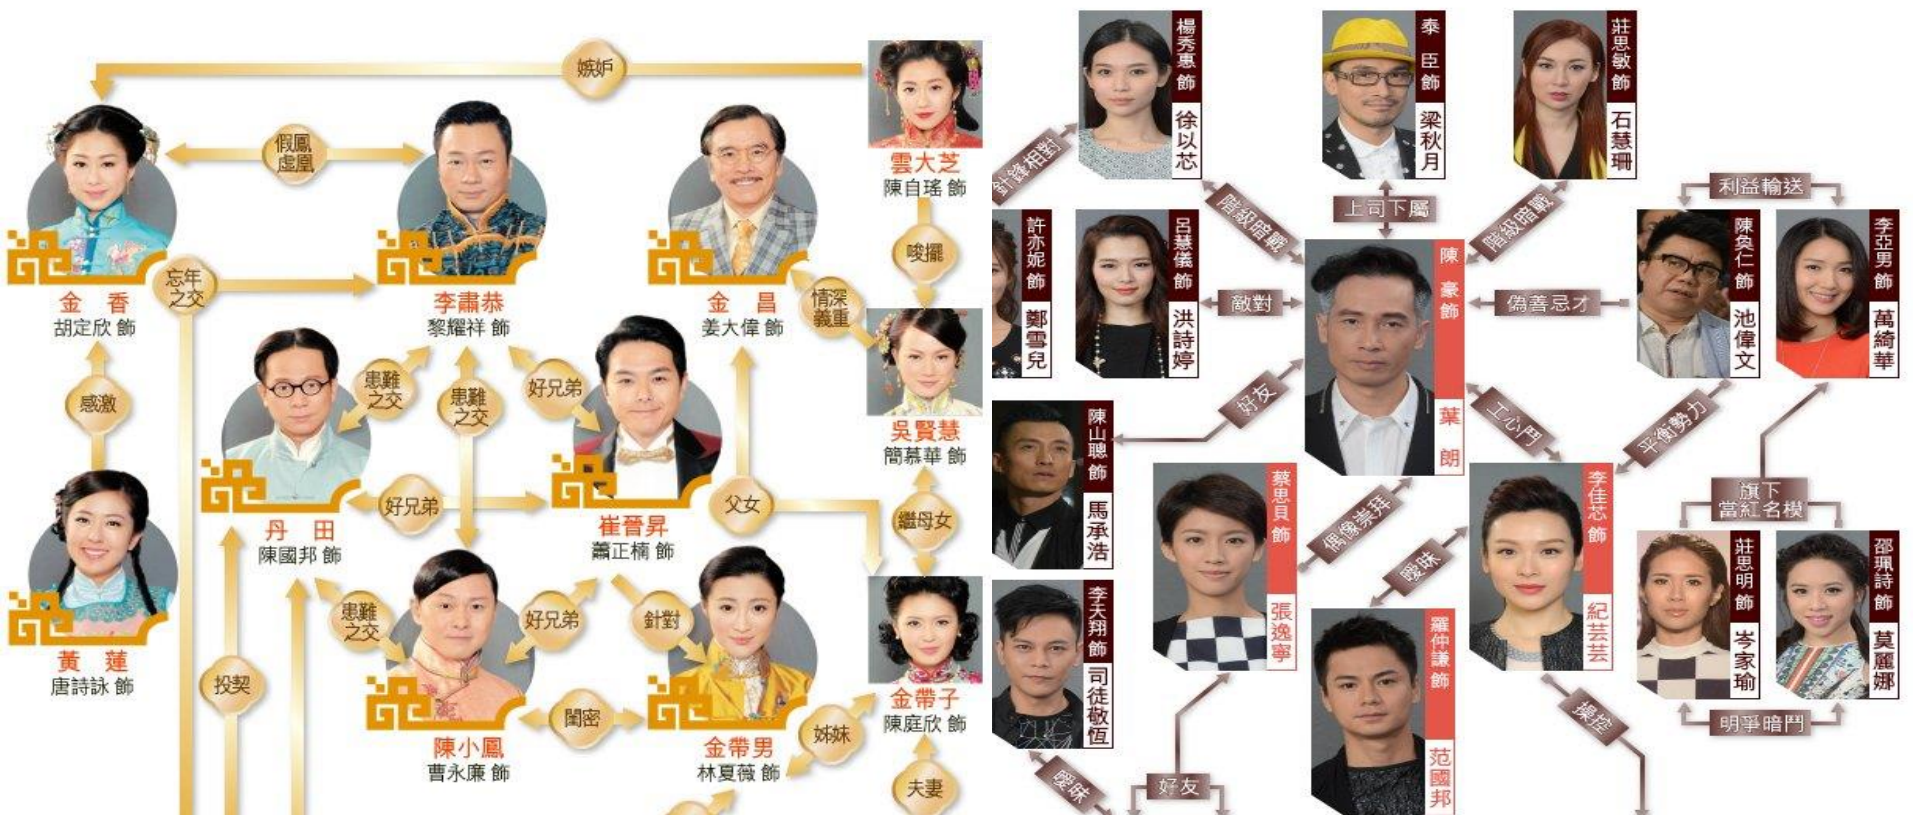 嫉妒
假鳳
虛凰
雲大芝
陳自瑤 飾
唆擺
忘年
之交
金香
胡定欣 飾
李肅恭
黎耀祥 飾
金昌
姜大偉 飾
情深
義重
感激
患難
之交
患難
之交
好兄弟
吳賢慧
簡慕華 飾
好兄弟
父女
繼母女
丹田
陳國邦 飾
崔晉昇
蕭正楠 飾
黃蓮
唐詩詠 飾
投契
患難
之交
好兄弟
針對
閨密
陳小鳳
曹永廉 飾
金帶男
林夏薇 飾
姊妹
金帶子
陳庭欣 飾
夫妻
楊秀惠 飾
徐以芯
泰臣 飾
梁秋月
莊思敏 飾
石慧珊
針鋒相對
階級暗戰
上司下屬
階級暗戰
利益輸送
許亦妮 飾
鄭雪兒
呂慧儀 飾
洪詩婷
敵對
陳豪 飾
葉朗
偽善忌才
陳奐仁 飾
池偉文
李亞男 飾
萬綺華
好友
工心鬥
平衡勢力
陳山聰 飾
馬承浩
蔡思貝 飾
張逸寧
偶像崇拜
曖昧
李佳芯 飾
紀芸芸
旗下
當紅名模
莊思明 飾
岑家瑜
邵珮詩 飾
莫麗娜
明爭暗鬥
李天翔 飾
司徒敬恆
羅仲謙 飾
范國邦
操控
曖昧
好友